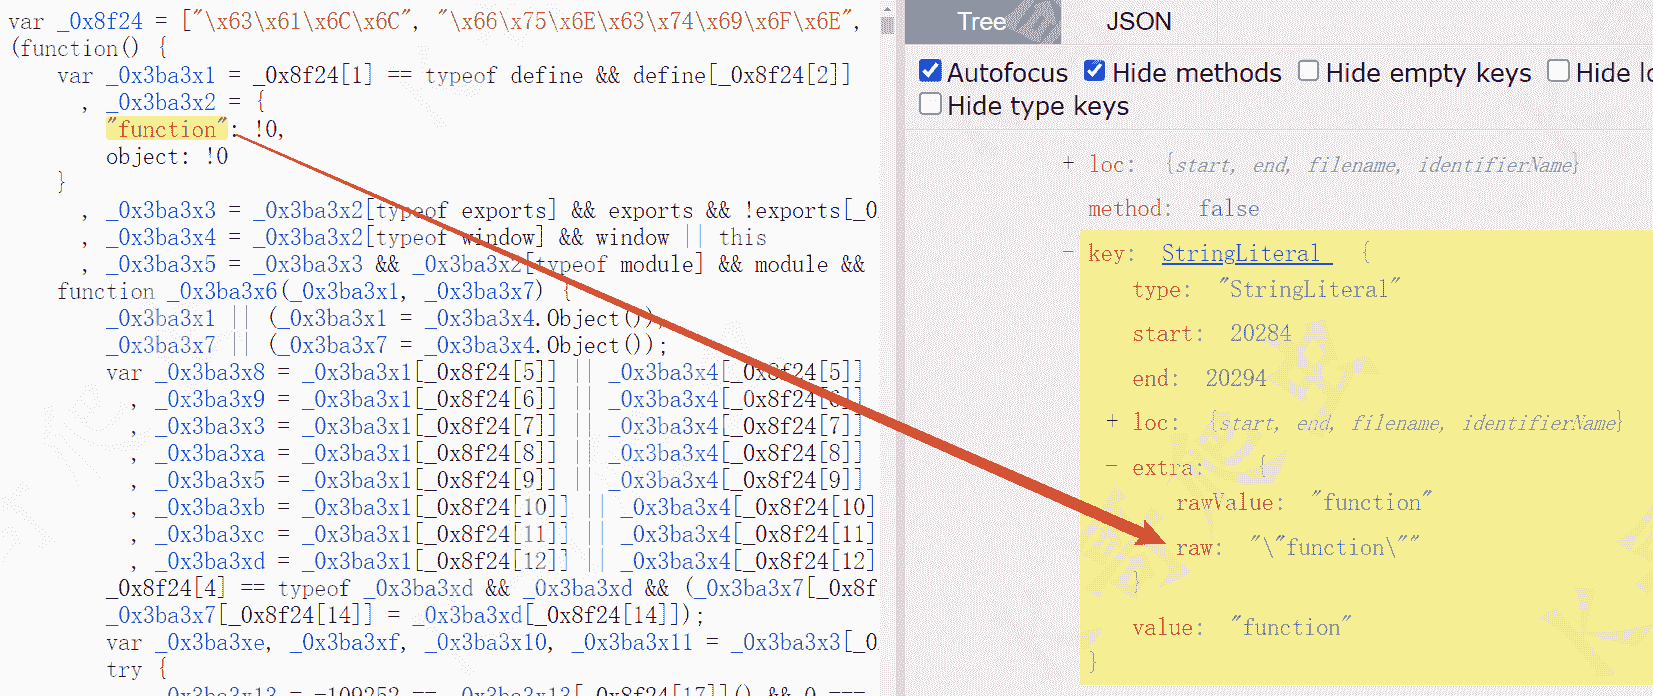 var _0x8f24 = ["\x63\x61\x6C\x6C", "\x66\x75\x6E\x63\x74\x69\x6F\x6E",
(function() {
var _0x3ba3x1 = _0x8f24[1] == typeof define && define[_0x8f24[2]]
, _0x3ba3x2 = {
"function": !0,
object: !0
}
, _0x3ba3x3 = _0x3ba3x2[typeof exports] && exports && !exports[_0
, _0x3ba3x4 = _0x3ba3x2[typeof window] && window || this
, _0x3ba3x5 = _0x3ba3x3 && _0x3ba3x2[typeof module] && module &&
function _0x3ba3x6(_0x3ba3x1, _0x3ba3x7) {
_0x3ba3x1 || (_0x3ba3x1 = _0x3ba3x4.Object());
_0x3ba3x7 || (_0x3ba3x7 = _0x3ba3x4.Object());
var _0x3ba3x8 = _0x3ba3x1[_0x8f24[5]] || _0x3ba3x4[_0x8f24[5]]
, _0x3ba3x9 = _0x3ba3x1[_0x8f24[6]] || _0x3ba3x4[_0x8f24[6]]
, _0x3ba3x3 = _0x3ba3x1[_0x8f24[7]] || _0x3ba3x4[_0x8f24[7]]
, _0x3ba3xa = _0x3ba3x1[_0x8f24[8]] || _0x3ba3x4[_0x8f24[8]]
, _0x3ba3x5 = _0x3ba3x1[_0x8f24[9]] || _0x3ba3x4[_0x8f24[9]]
, _0x3ba3xb = _0x3ba3x1[_0x8f24[10]] || _0x3ba3x4[_0x8f24[10]
, _0x3ba3xc = _0x3ba3x1[_0x8f24[11]] || _0x3ba3x4[_0x8f24[11]
, _0x3ba3xd = _0x3ba3x1[_0x8f24[12]] || _0x3ba3x4[_0x8f24[12]
_0x8f24[4] == typeof _0x3ba3xd && _0x3ba3xd && (_0x3ba3x7[_0x8f
_0x3ba3x7[_0x8f24[14]] = _0x3ba3xd[_0x8f24[14]]);
var _0x3ba3xe, _0x3ba3xf, _0x3ba3x10, _0x3ba3x11 = _0x3ba3x3[_0
try {
_0x3ba3x13 = -109252 == _0x3ba3x13[_0x8f24[17]]() && 0 ===
Tree JSON
Autofocus Hide methods Hide empty keys Hide lo
Hide type keys
+ loc: {start, end, filename, identifierName}
method: false
- key: StringLiteral {
type: "StringLiteral"
start: 20284
end: 20294
+ loc: {start, end, filename, identifierName}
- extra: {
rawValue: "function"
raw: "\"function\""
}
value: "function"
}